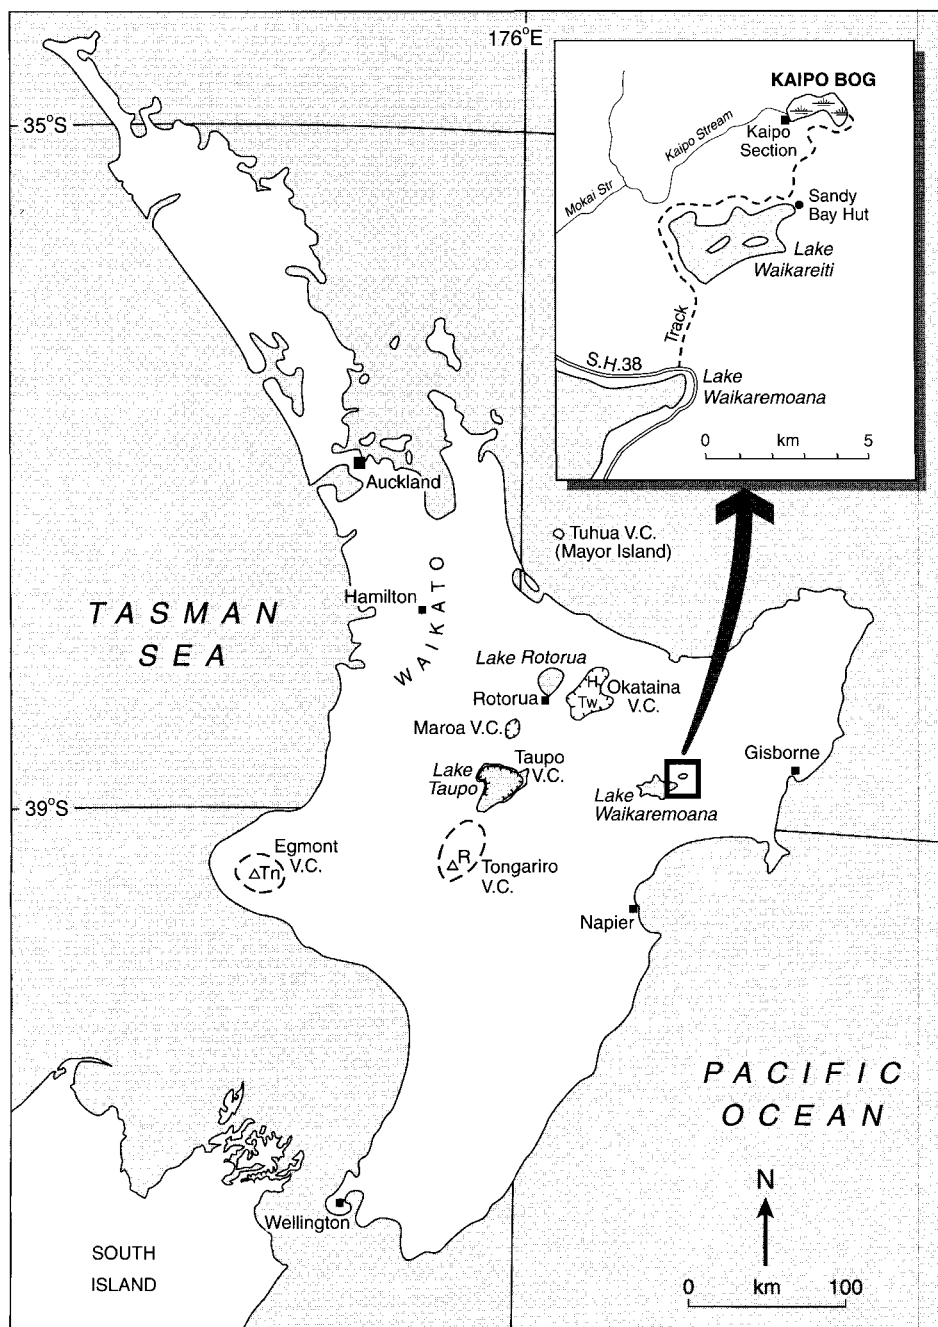 176°E
35°S
KAIPO BOG
Kaipo
Section
Kaipo Stream
Mokai Str
Sandy
Bay Hut
Lake
Waikareiti
Track
S.H.38
Lake
Waikaremoana
0 km 5
Auckland
Tuhua V.C.
(Mayor Island)
Hamilton
WAIKATO
TASMAN
SEA
Lake Rotorua
Rotorua
H
Tw
Okataina
V.C.
Maroa V.C.
Lake
Taupo
Taupo
V.C.
Gisborne
Lake
Waikaremoana
39°S
Egmont
V.C.
Tn
R
Tongariro
V.C.
Napier
PACIFIC
OCEAN
N
Wellington
SOUTH
ISLAND
0 km 100